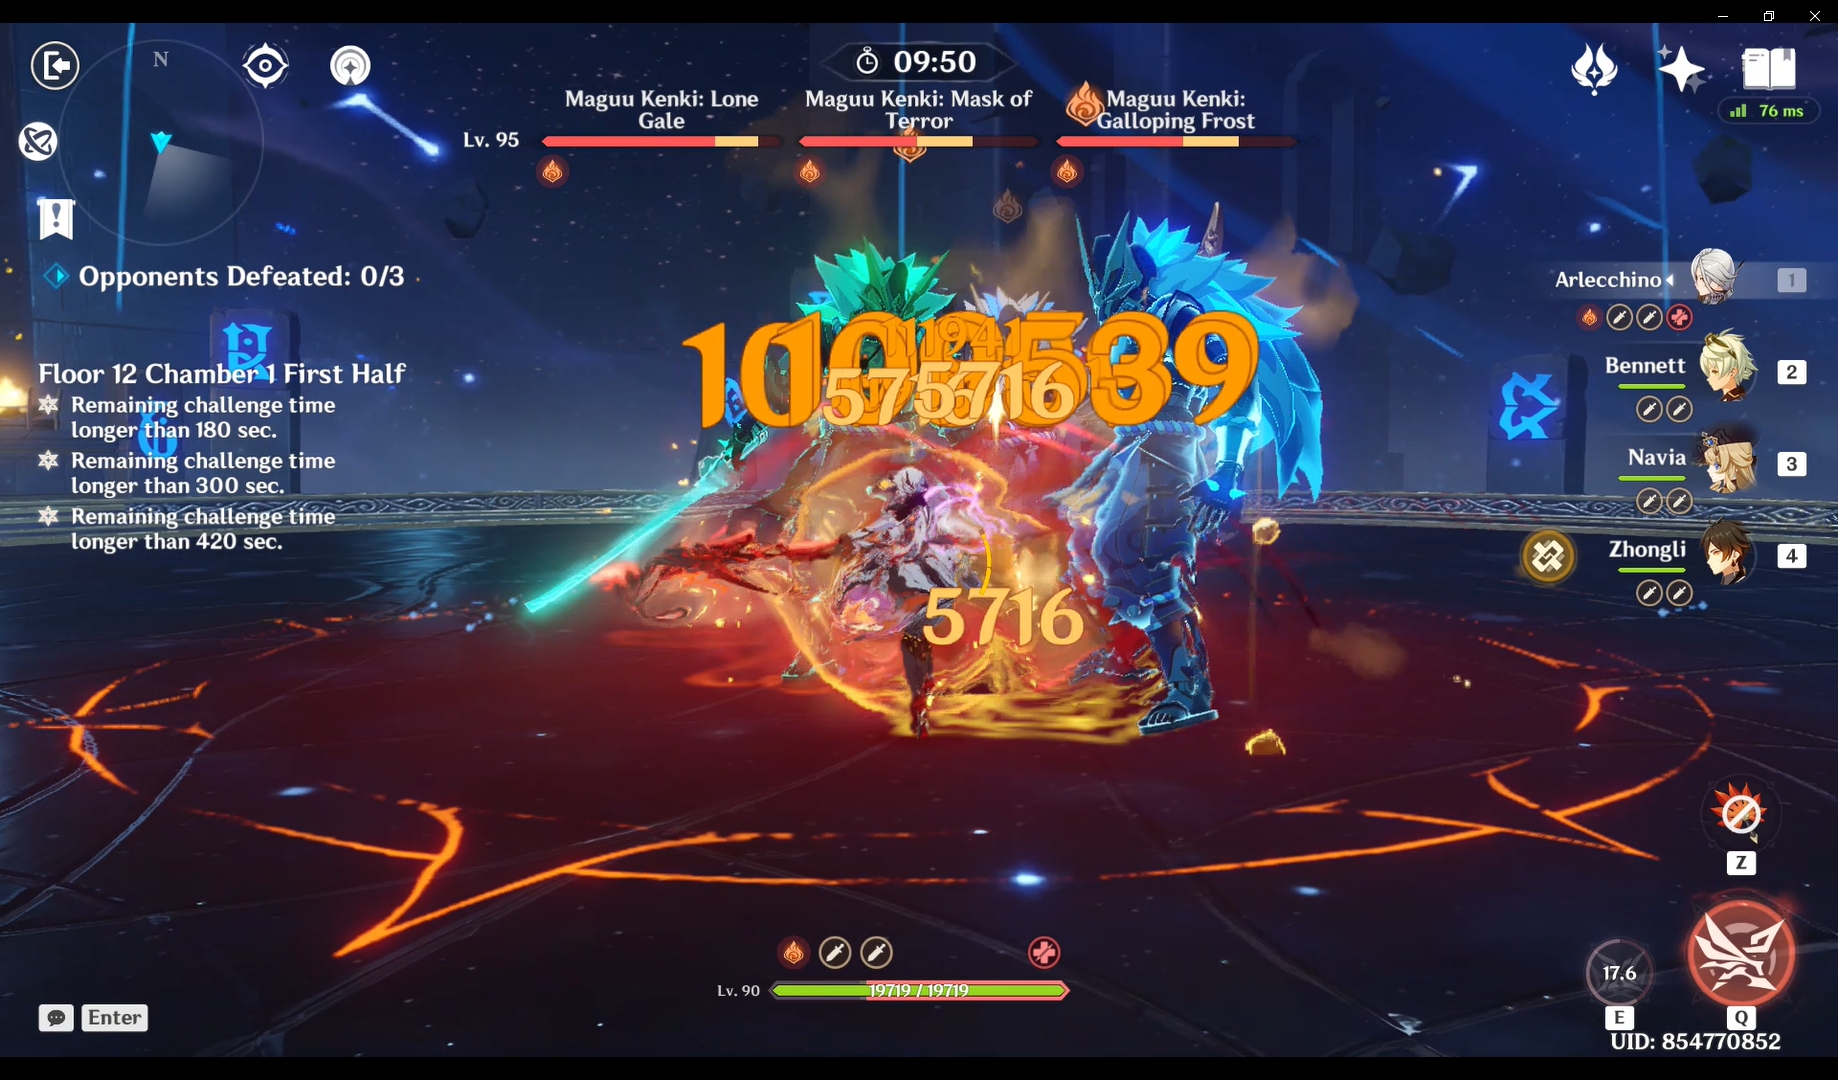 N
09:50
Maguu Kenki: Lone
Gale
Maguu Kenki: Mask of
Terror
Maguu Kenki:
Galloping Frost
Lv. 95
76 ms
Opponents Defeated: 0/3
Floor 12 Chamber 1 First Half
Remaining challenge time
longer than 180 sec.
Remaining challenge time
longer than 300 sec.
Remaining challenge time
longer than 420 sec.
Arlecchino
1
Bennett
2
Navia
3
Zhongli
4
5716
5716
Z
17.6
E
Q
Lv. 90
19719 / 19719
Enter
UID: 854770852